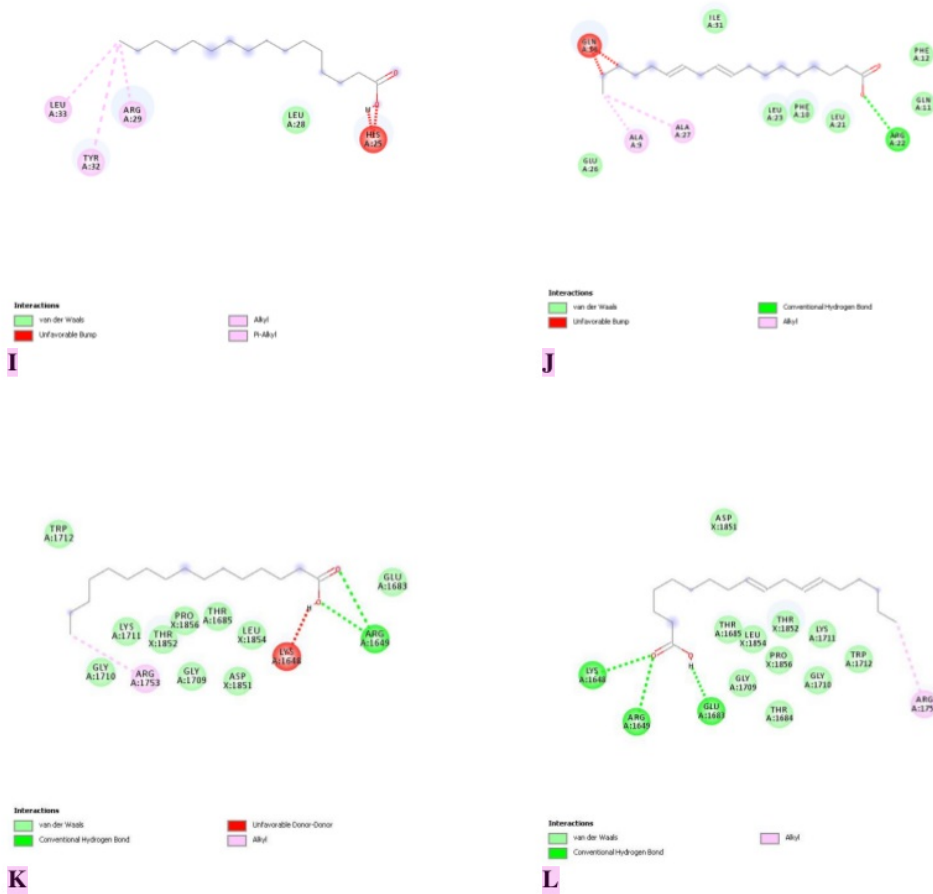 LEU
A:33
ARG
A:29
TYR
A:32
LEU
A:28
HIS
A:25
H
O
O
Interactions
van der Waals
Unfavorable Bump
Alkyl
Pi-Alkyl
I
ILE
A:31
GLN
PHE
A:12
GLN
A:11
LEU
A:23
PHE
A:10
LEU
A:21
ARG
A:22
ALA
A:9
ALA
A:27
GLU
A:26
O
O
Interactions
van der Waals
Unfavorable Bump
Conventional Hydrogen Bond
Alkyl
J
TRP
A:1712
GLU
A:1683
LYS
A:1711
THR
X:1852
PRO
X:1856
THR
A:1685
LEU
X:1854
LYS
A:1648
ARG
A:1649
GLY
A:1710
ARG
A:1753
GLY
A:1709
ASP
X:1851
H
O
O
Interactions
van der Waals
Conventional Hydrogen Bond
Unfavorable Donor-Donor
Alkyl
K
ASP
X:1851
THR
A:1685
LEU
X:1854
THR
X:1852
LYS
A:1711
PRO
X:1856
TRP
A:1712
GLY
A:1709
GLY
A:1710
THR
A:1684
LYS
A:1648
ARG
A:1649
GLU
A:1683
ARG
A:175
O
O
H
Interactions
van der Waals
Conventional Hydrogen Bond
Alkyl
L